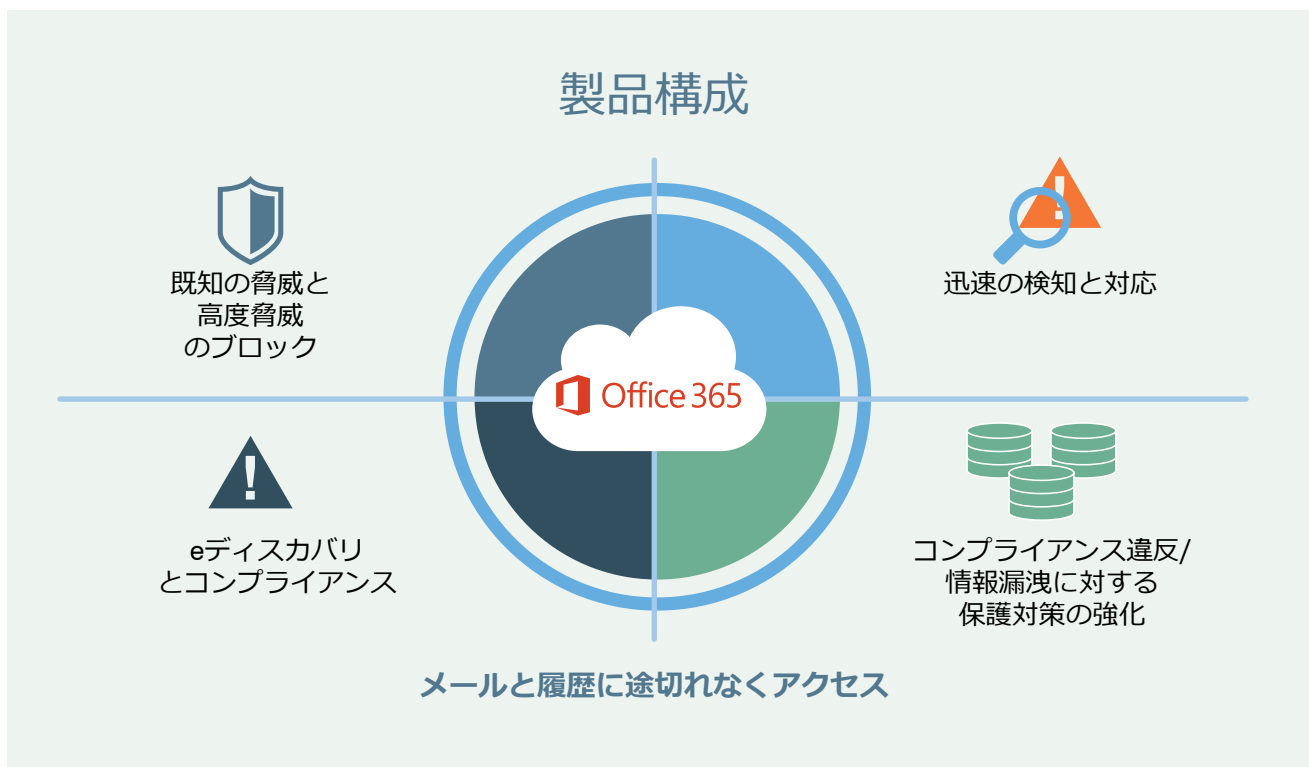 製品構成
既知の脅威と
高度脅威
のブロック
迅速の検知と対応
Office 365
eディスカバリ
とコンプライアンス
コンプライアンス違反/
情報漏洩に対する
保護対策の強化
メールと履歴に途切れなくアクセス